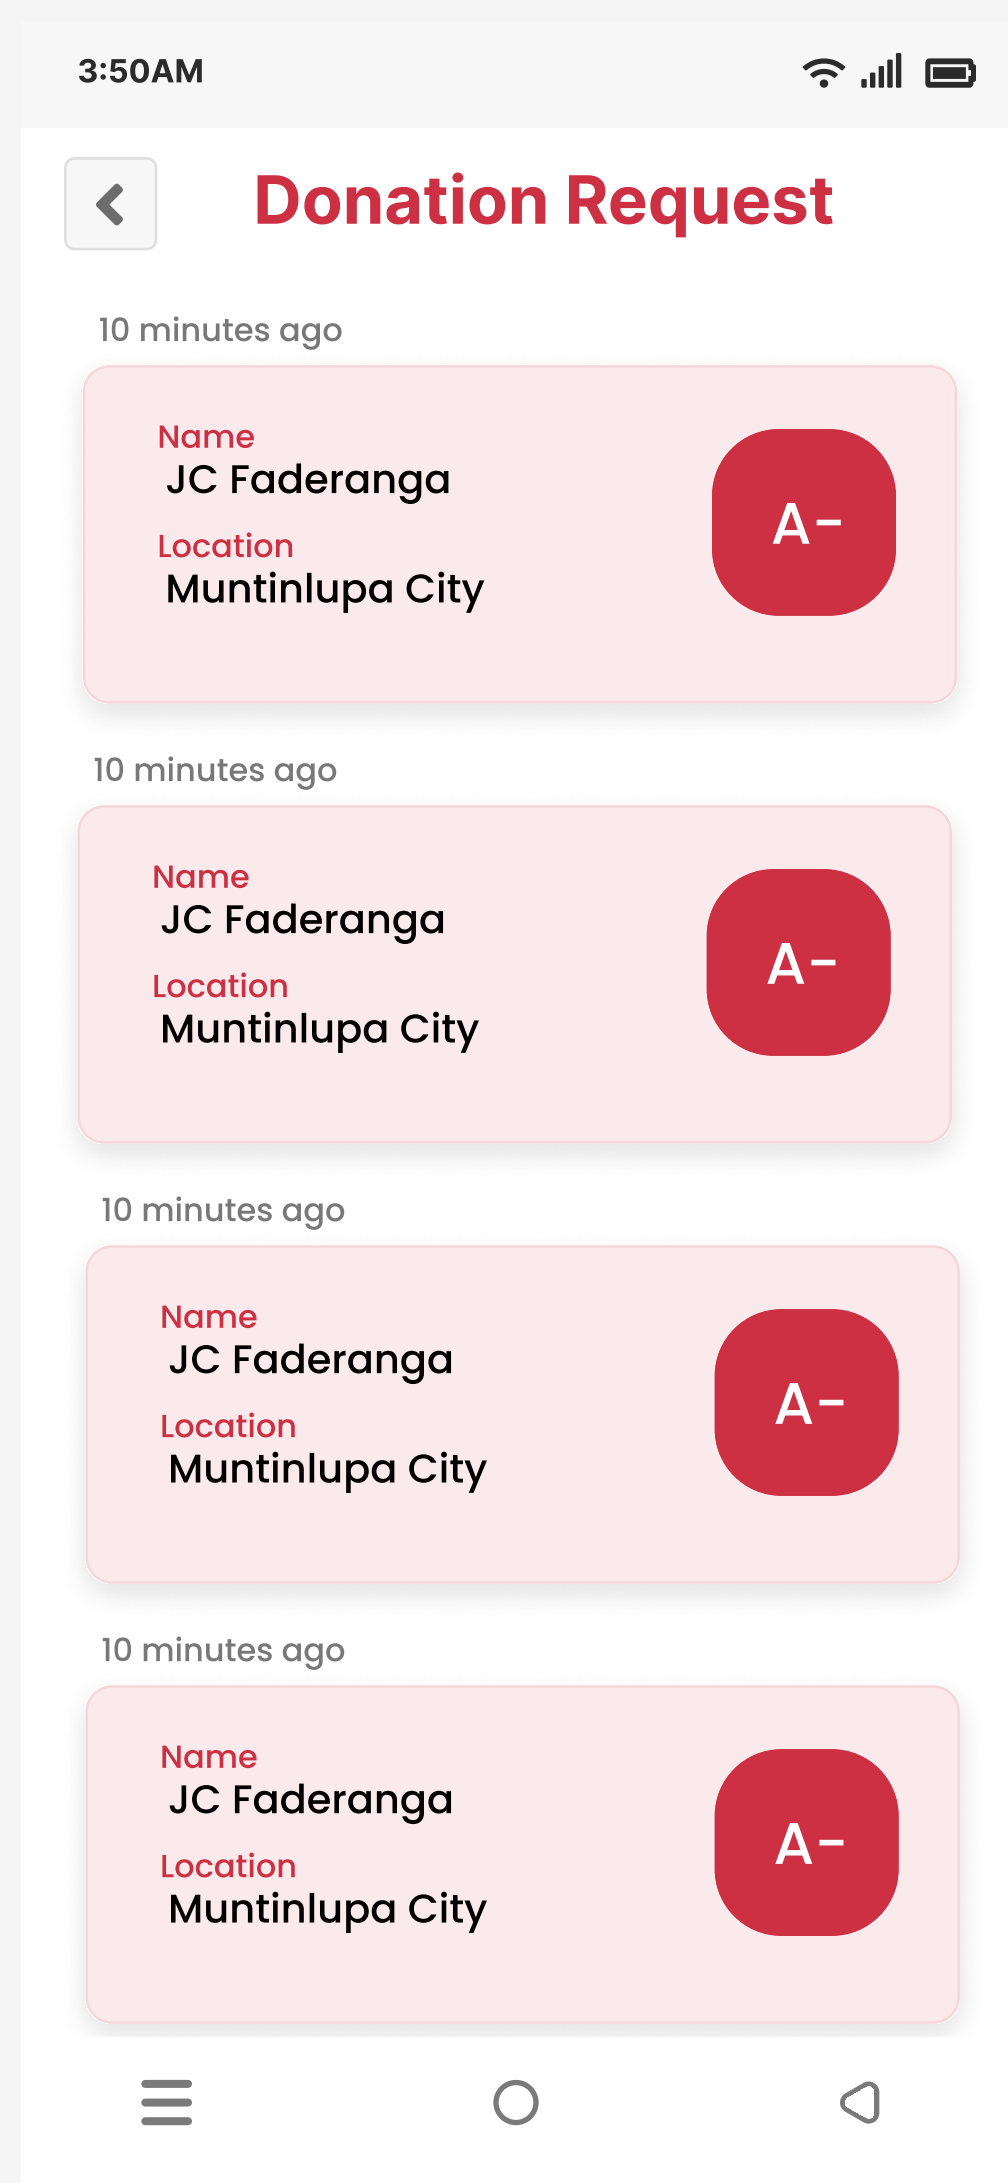 3:50AM
Donation Request
10 minutes ago
Name
JC Faderanga
Location
Muntinlupa City
A-
10 minutes ago
Name
JC Faderanga
Location
Muntinlupa City
A-
10 minutes ago
Name
JC Faderanga
Location
Muntinlupa City
A-
10 minutes ago
Name
JC Faderanga
Location
Muntinlupa City
A-